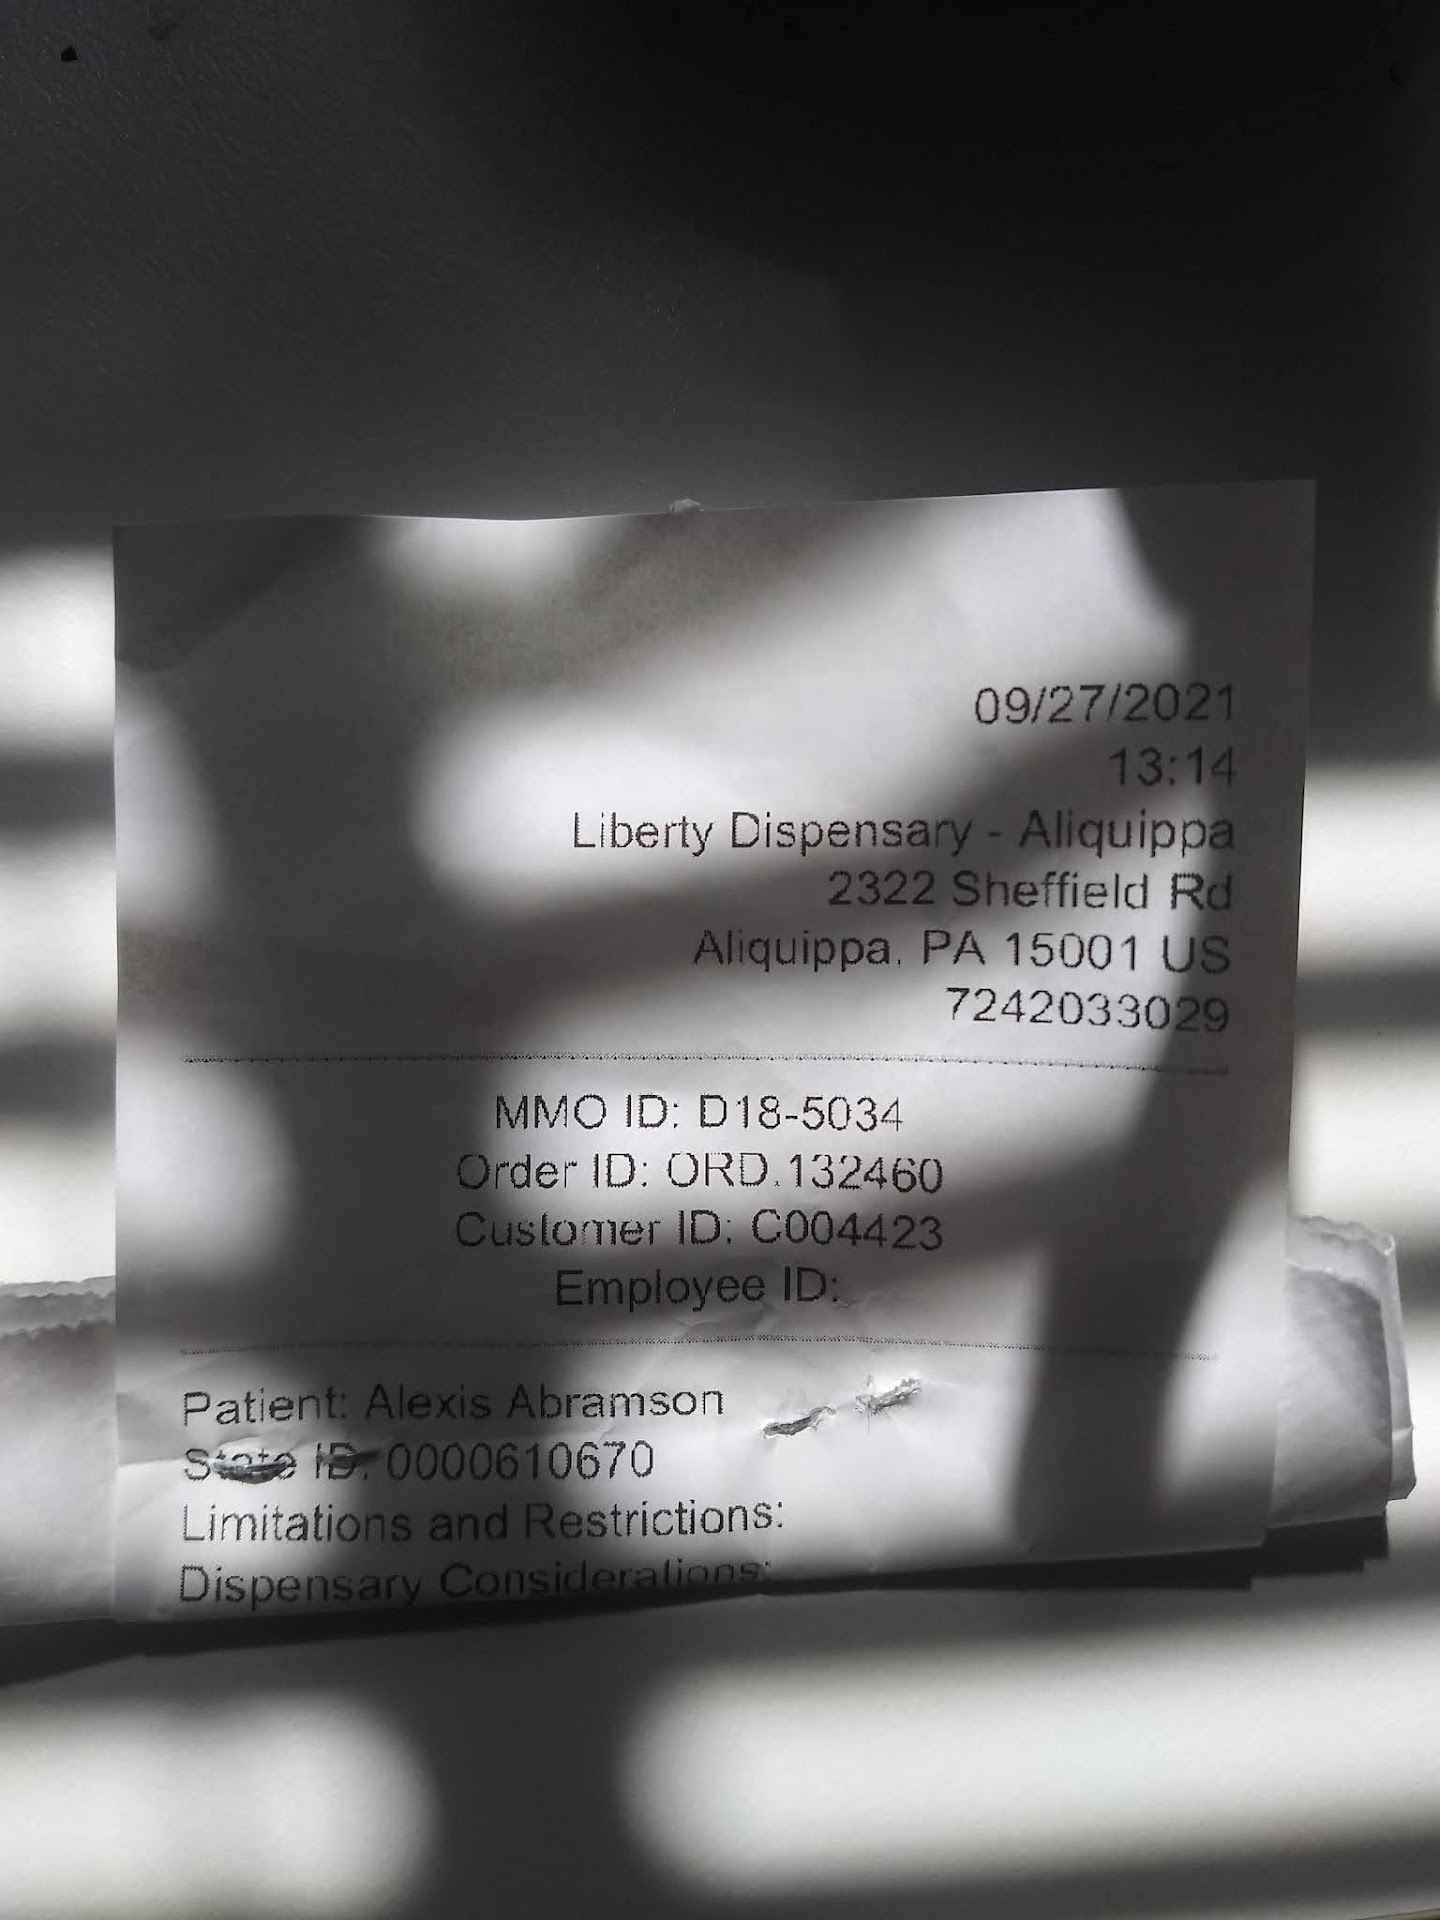 09/27/2021
13:14
Liberty Dispensary - Aliquippa
2322 Sheffield Rd
Aliquippa, PA 15001 US
7242033029
MMO ID: D18-5034
Order ID: ORD.132460
Customer ID: C004423
Employee ID:
Patient: Alexis Abramson
State ID: 0000610670
Limitations and Restrictions:
Dispensary Considerations: